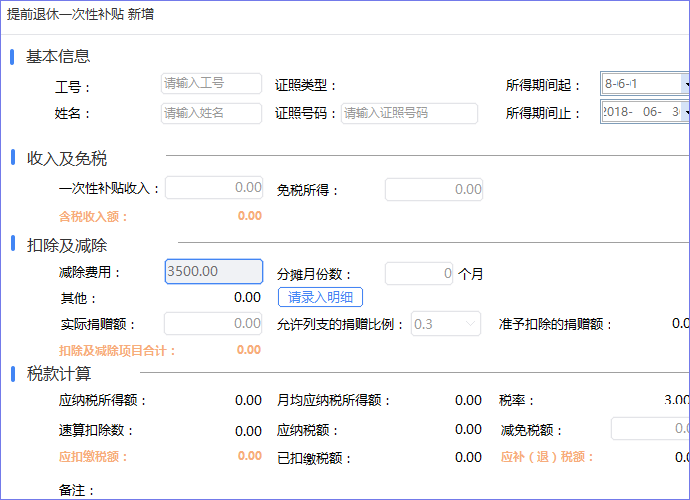 提前退休一次性补贴 新增
基本信息
工号： 请输入工号 证照类型： 所得期间起： 8-6-1
姓名： 请输入姓名 证照号码： 请输入证照号码 所得期间止： 2018- 06-
收入及免税
一次性补贴收入： 0.00 免税所得： 0.00
含税收入额： 0.00
扣除及减除
减除费用： 3500.00 分摊月份数： 0 个月
其他： 0.00 请录入明细
实际捐赠额： 0.00 允许列支的捐赠比例： 0.3 准予扣除的捐赠额： 0.0
扣除及减除项目合计： 0.00
税款计算
应纳税所得额： 0.00 月均应纳税所得额： 0.00 税率： 3.00
速算扣除数： 0.00 应纳税额： 0.00 减免税额： 0.0
应扣缴税额： 0.00 已扣缴税额： 0.00 应补（退）税额： 0.0
备注：